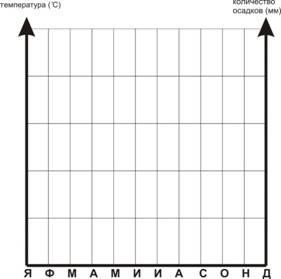 температура (℃)
количество
осадков (мм)
Я Ф М А М И И А С О Н Д